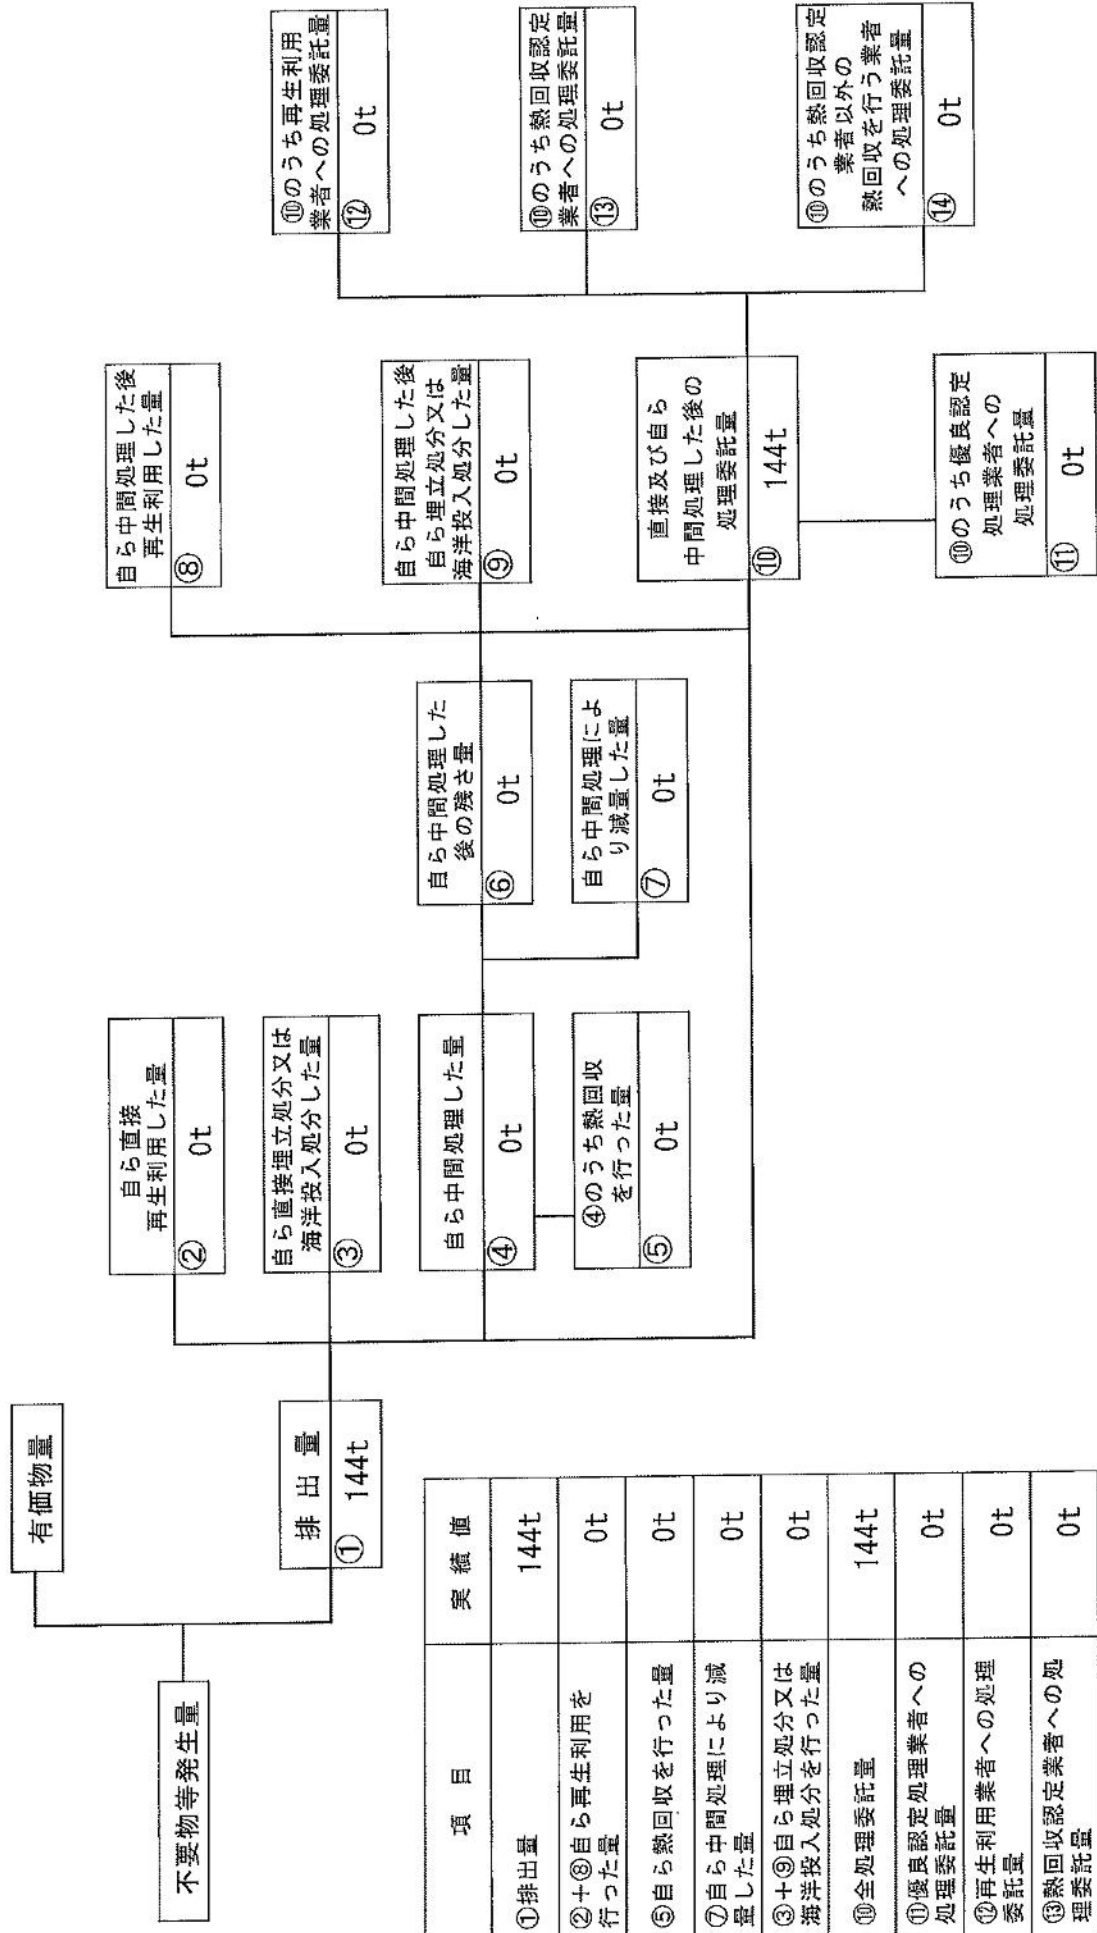 不要物等発生量
有価物量
排 出 量
① 144t
自ら直接
再生利用した量
② 0t
自ら直接埋立処分又は
海洋投入処分した量
③ 0t
自ら中間処理した量
④ 0t
④のうち熱回収
を行った量
⑤ 0t
自ら中間処理した
後の残さ量
⑥ 0t
自ら中間処理によ
り減量した量
⑦ 0t
自ら中間処理した後
再生利用した量
⑧ 0t
自ら中間処理した後
自ら埋立処分又は
海洋投入処分した量
⑨ 0t
直接及び自ら
中間処理した後の
処理委託量
⑩ 144t
⑩のうち優良認定
処理業者への
処理委託量
⑪ 0t
⑩のうち再生利用
業者への処理委託量
⑫ 0t
⑩のうち熱回収認定
業者への処理委託量
⑬ 0t
⑩のうち熱回収認定
業者以外の
熱回収を行う業者
への処理委託量
⑭ 0t
項 目 実 績 値
①排出量 144t
②+⑧自ら再生利用を
行った量 0t
⑤自ら熱回収を行った量 0t
⑦自ら中間処理により減
量した量 0t
③+⑨自ら埋立処分又は
海洋投入処分を行った量 0t
⑩全処理委託量 144t
⑪優良認定処理業者への
処理委託量 0t
⑫再生利用業者への処理
委託量 0t
⑬熱回収認定業者への処
理委託量 0t